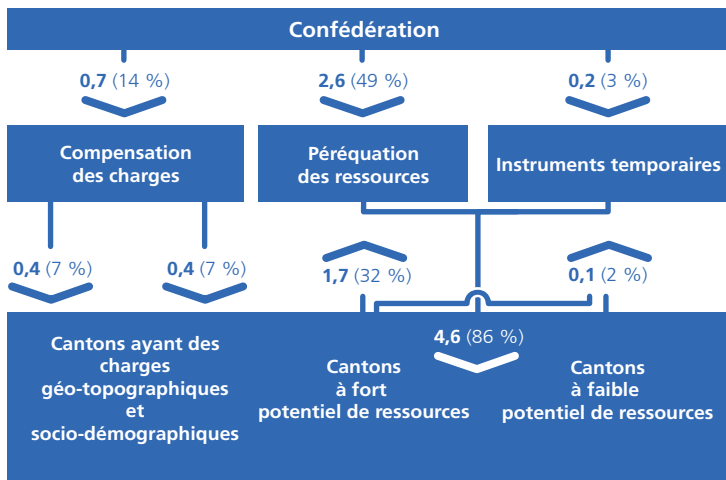 Confédération
0,7 (14 %)
2,6 (49 %)
0,2 (3 %)
Compensation
des charges
Péréquation
des ressources
Instruments temporaires
0,4 (7 %)
0,4 (7 %)
1,7 (32 %)
0,1 (2 %)
4,6 (86 %)
Cantons ayant des
charges
géo-topographiques
et
socio-démographiques
Cantons
à fort
potentiel de ressources
Cantons
à faible
potentiel de ressources